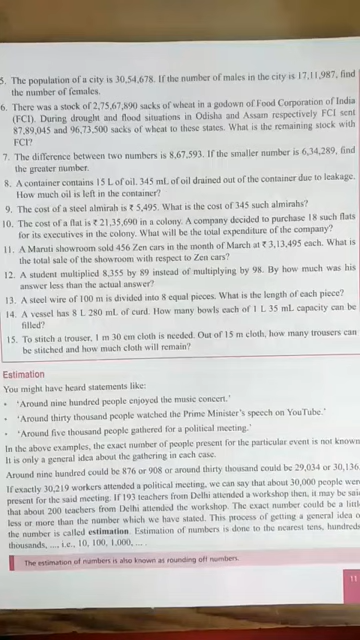 5. The population of a city is 30,54,678. If the number of males in the city is 17,11,987, find
the number of females.
6. There was a stock of 2,75,67,890 sacks of wheat in a godown of Food Corporation of India
(FCI). During drought and flood situations in Odisha and Assam respectively FCI sent
87,89,045 and 96,73,500 sacks of wheat to these states. What is the remaining stock with
FCI?
7. The difference between two numbers is 8,67,593. If the smaller number is 6,34,289, find
the greater number.
8. A container contains 15 L of oil. 345 mL of oil drained out of the container due to leakage.
How much oil is left in the container?
9. The cost of a steel almirah is ₹ 5,495. What is the cost of 345 such almirahs?
10. The cost of a flat is ₹ 21,35,690 in a colony. A company decided to purchase 18 such flats
for its executives in the colony. What will be the total expenditure of the company?
11. A Maruti showroom sold 456 Zen cars in the month of March at ₹ 3,13,495 each. What is
the total sale of the showroom with respect to Zen cars?
12. A student multiplied 8,355 by 89 instead of multiplying by 98. By how much was his
answer less than the actual answer?
13. A steel wire of 100 m is divided into 8 equal pieces. What is the length of each piece?
14. A vessel has 8 L 280 mL of curd. How many bowls each of 1 L 35 mL capacity can be
filled?
15. To stitch a trouser, 1 m 30 cm cloth is needed. Out of 15 m cloth, how many trousers can
be stitched and how much cloth will remain?
Estimation
You might have heard statements like:
• 'Around nine hundred people enjoyed the music concert.'
• 'Around thirty thousand people watched the Prime Minister's speech on YouTube.'
• 'Around five thousand people gathered for a political meeting.'
In the above examples, the exact number of people present for the particular event is not known.
It is only a general idea about the gathering in each case.
Around nine hundred could be 876 or 908 or around thirty thousand could be 29,034 or 30,136.
If exactly 30,219 workers attended a political meeting, we can say that about 30,000 people were
present for the said meeting. If 193 teachers from Delhi attended a workshop then, it may be said
that about 200 teachers from Delhi attended the workshop. The exact number could be a little
less or more than the number which we have stated. This process of getting a general idea of
the number is called estimation. Estimation of numbers is done to the nearest tens, hundreds,
thousands, ..., i.e., 10, 100, 1,000, ... .
The estimation of numbers is also known as rounding off numbers.
11